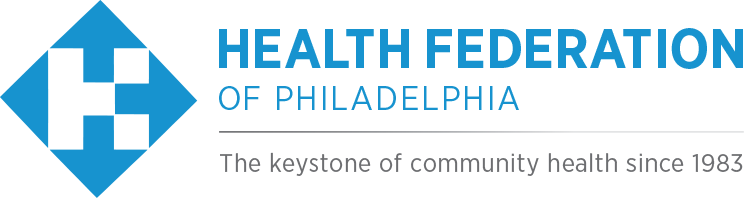 HEALTH FEDERATION
OF PHILADELPHIA
The keystone of community health since 1983